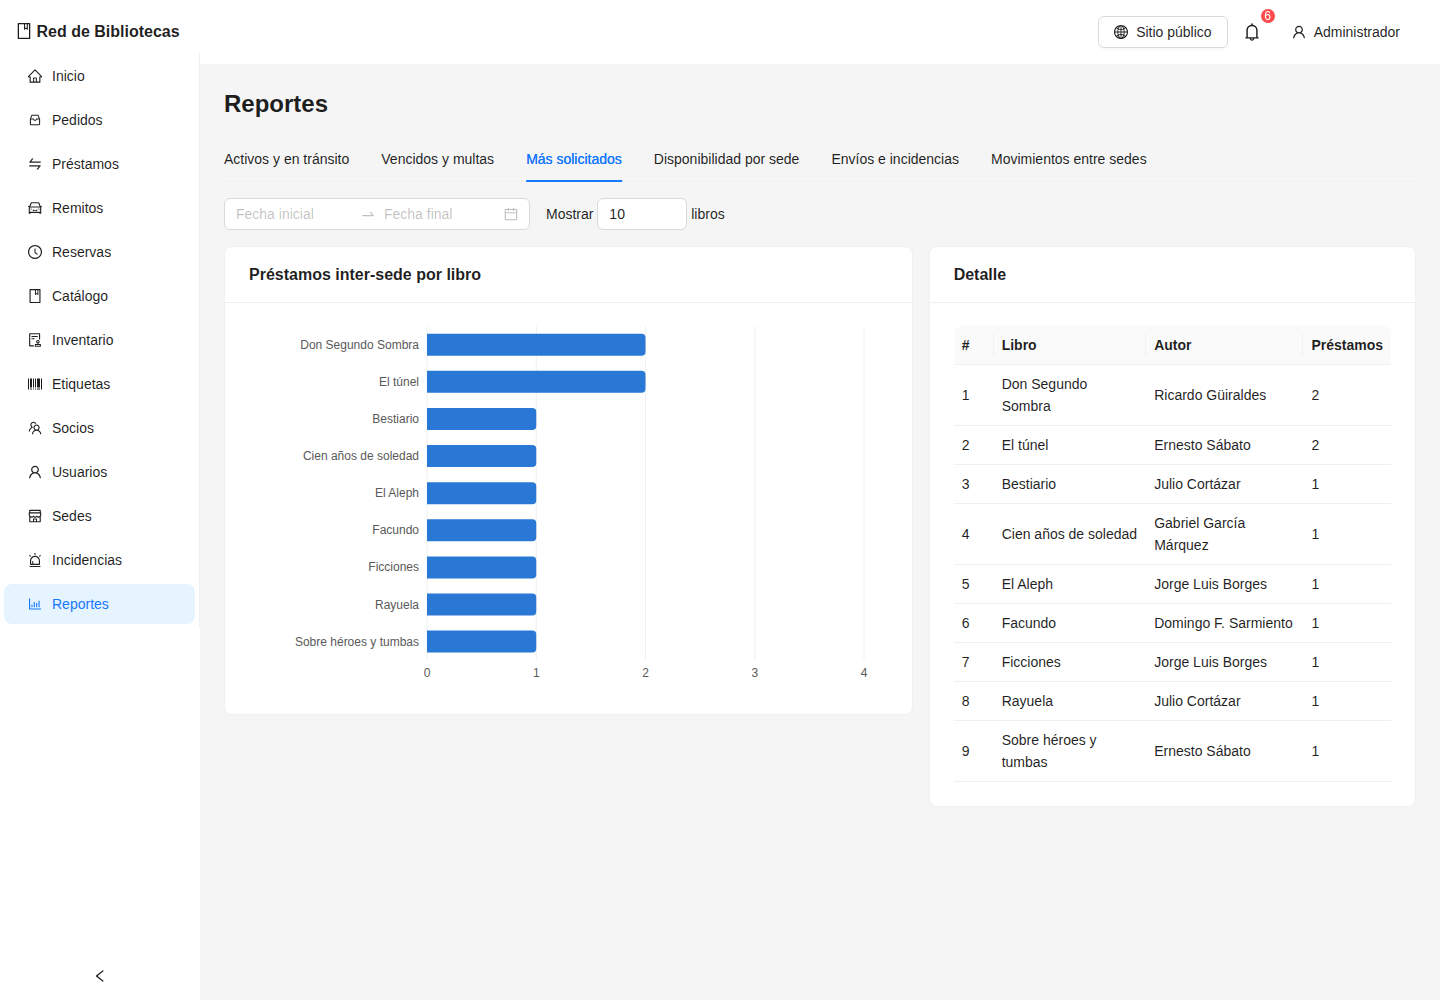 Red de Bibliotecas
Sitio público
6
Administrador
Inicio
Pedidos
Préstamos
Remitos
Reservas
Catálogo
Inventario
Etiquetas
Socios
Usuarios
Sedes
Incidencias
Reportes
Reportes
Activos y en tránsito
Vencidos y multas
Más solicitados
Disponibilidad por sede
Envíos e incidencias
Movimientos entre sedes
Fecha inicial
Fecha final
Mostrar 10 libros
Préstamos inter-sede por libro
Don Segundo Sombra
El túnel
Bestiario
Cien años de soledad
El Aleph
Facundo
Ficciones
Rayuela
Sobre héroes y tumbas
0 1 2 3 4
Detalle
# Libro Autor Préstamos
1 Don Segundo Sombra Ricardo Güiraldes 2
2 El túnel Ernesto Sábato 2
3 Bestiario Julio Cortázar 1
4 Cien años de soledad Gabriel García Márquez 1
5 El Aleph Jorge Luis Borges 1
6 Facundo Domingo F. Sarmiento 1
7 Ficciones Jorge Luis Borges 1
8 Rayuela Julio Cortázar 1
9 Sobre héroes y tumbas Ernesto Sábato 1